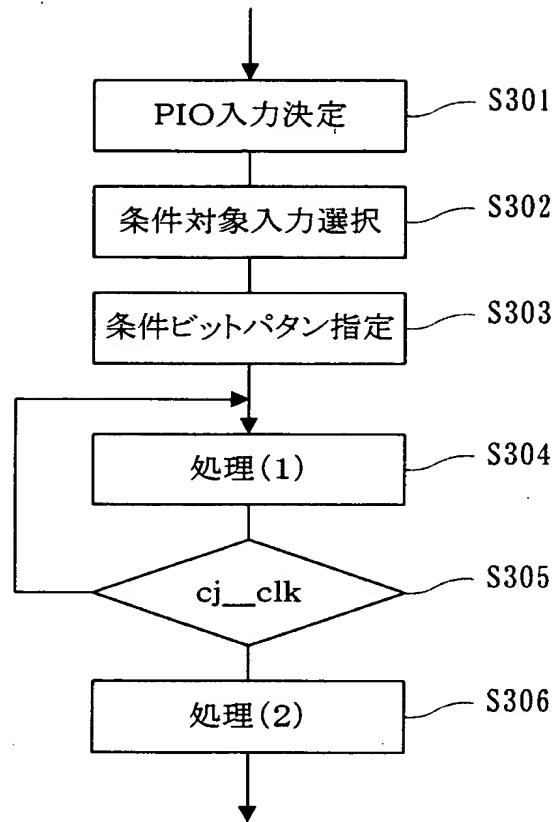 PIO入力決定
S301
条件対象入力選択
S302
条件ビットパタン指定
S303
処理(1)
S304
cj__clk
S305
処理(2)
S306